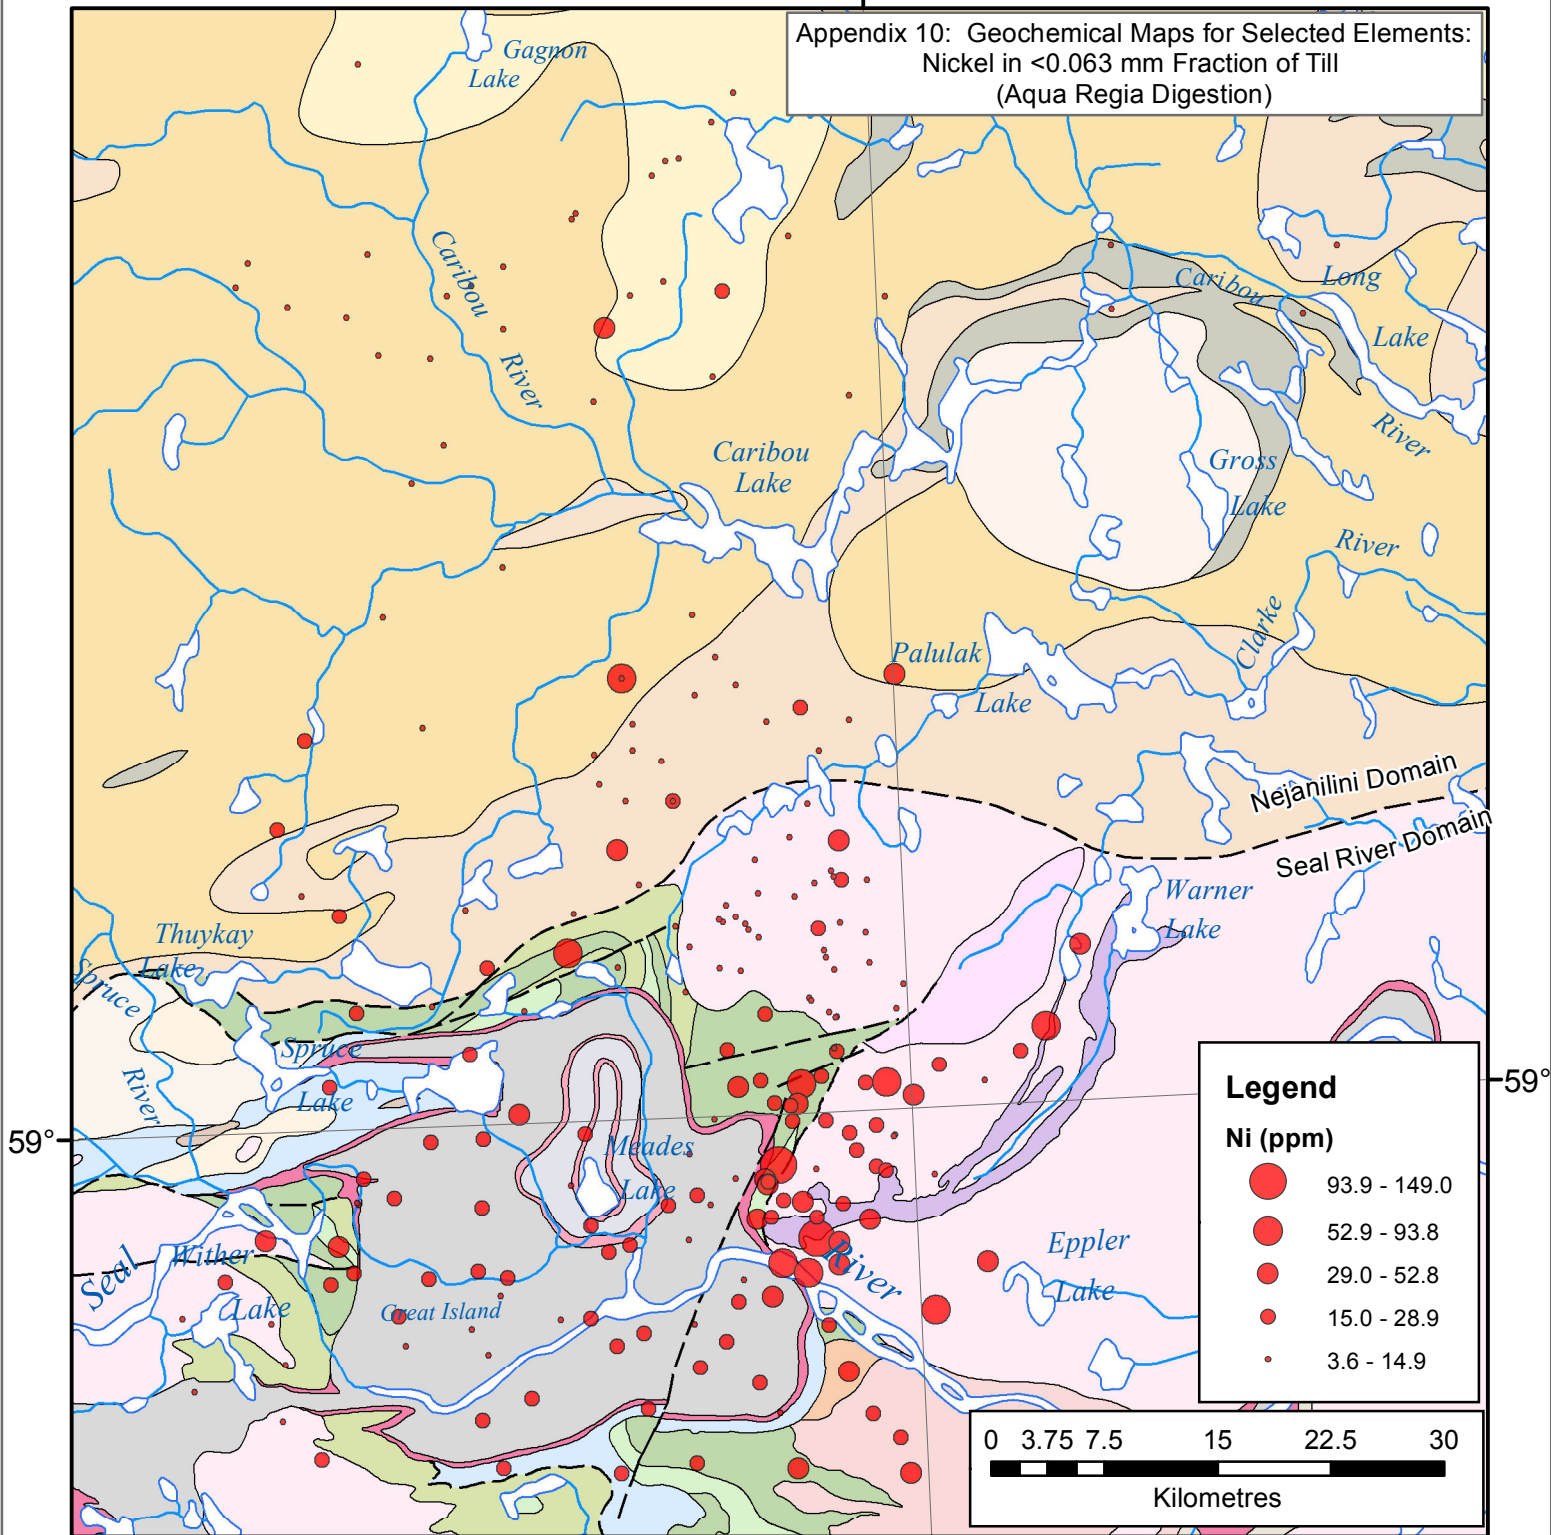 Appendix 10: Geochemical Maps for Selected Elements:
Nickel in <0.063 mm Fraction of Till
(Aqua Regia Digestion)
Gagnon
Lake
Caribou
River
Caribou
Long
Lake
River
Caribou
Lake
Gross
Lake
River
Clarke
Palulak
Lake
Nejanilini Domain
Seal River Domain
Warner
Lake
Thuykay
Lake
Spruce
River
Spruce
Lake
59°
59°
Meades
Lake
Seal
Wither
Lake
River
Great Island
Eppler
Lake
Legend
Ni (ppm)
93.9 - 149.0
52.9 - 93.8
29.0 - 52.8
15.0 - 28.9
3.6 - 14.9
0 3.75 7.5 15 22.5 30
Kilometres